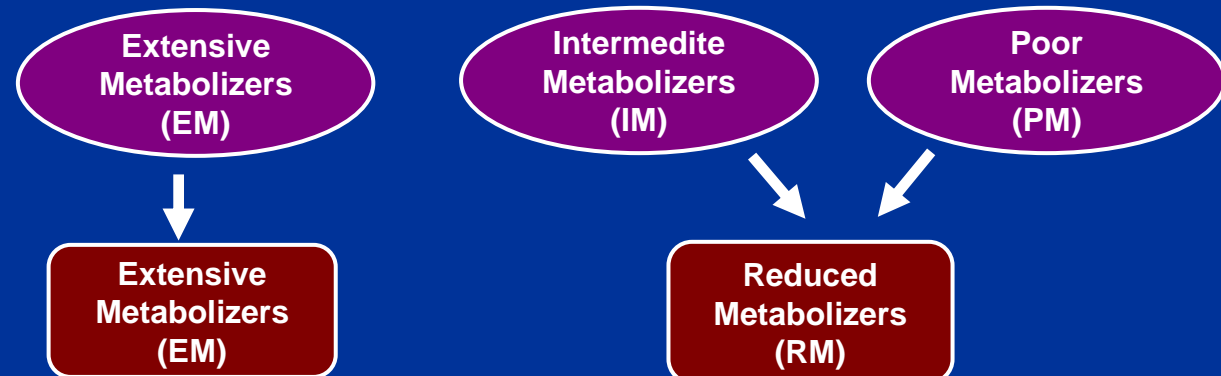 Extensive
Metabolizers
(EM)
Intermedite
Metabolizers
(IM)
Poor
Metabolizers
(PM)
Extensive
Metabolizers
(EM)
Reduced
Metabolizers
(RM)